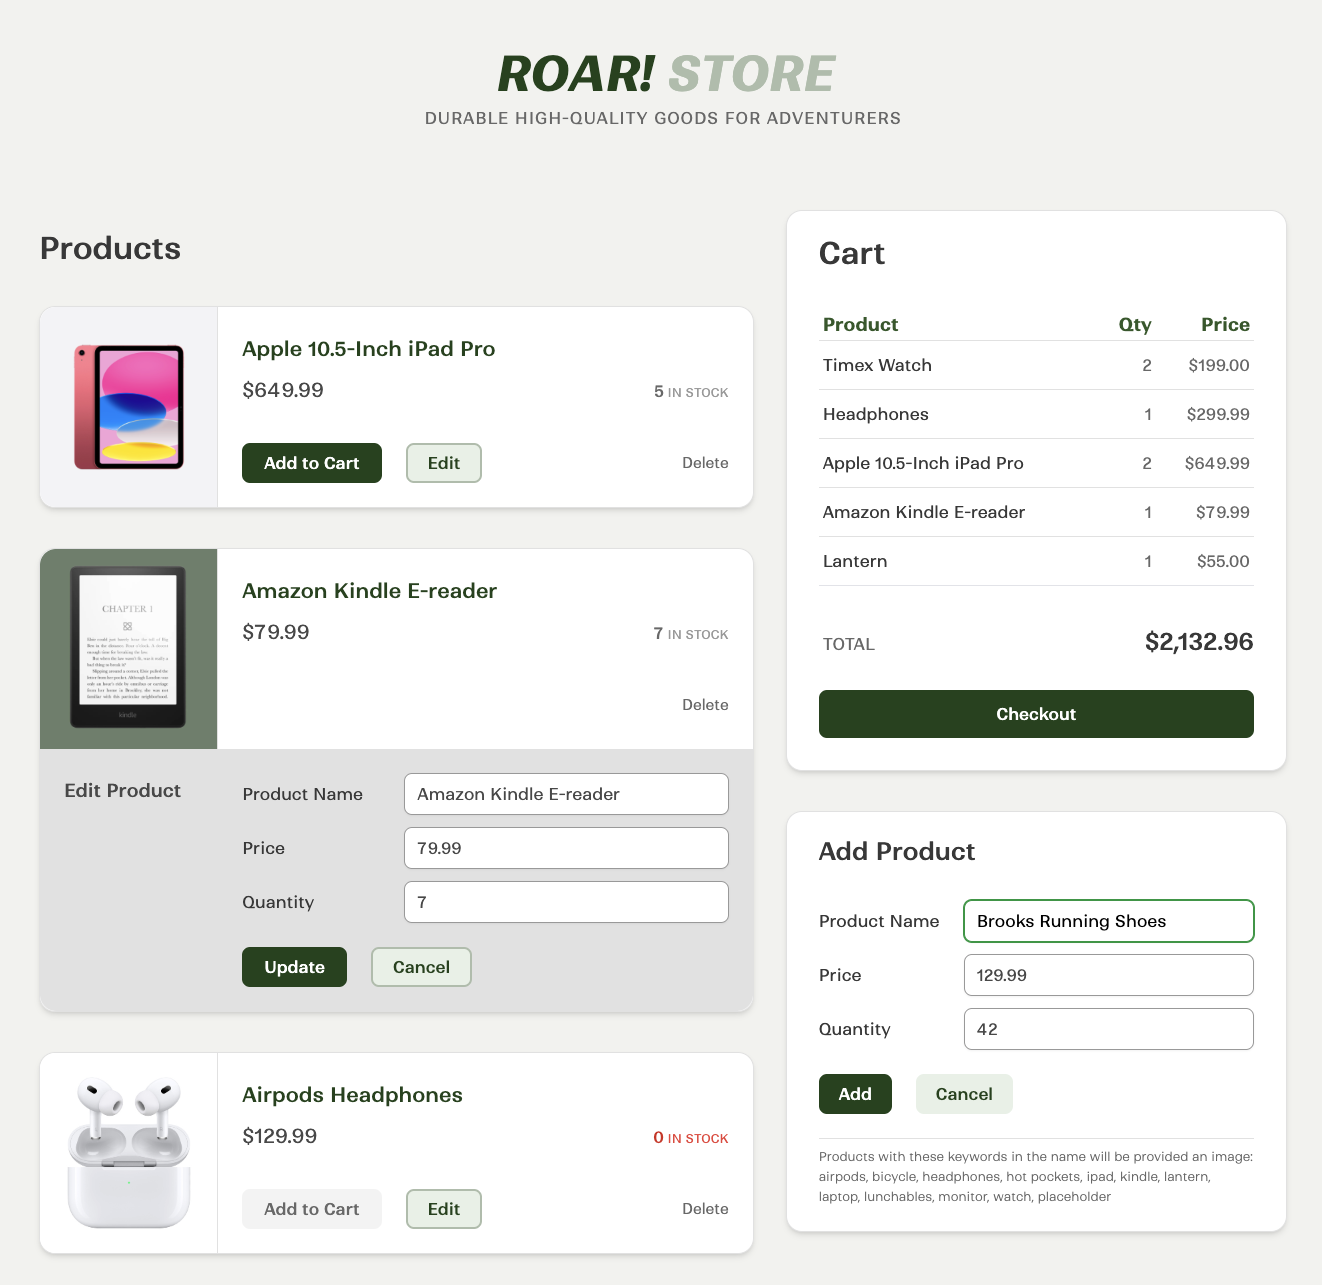 ROAR! STORE
DURABLE HIGH-QUALITY GOODS FOR ADVENTURERS
Products
Apple 10.5-Inch iPad Pro
$649.99
5 IN STOCK
Add to Cart
Edit
Delete
CHAPTER 1
kindle
Amazon Kindle E-reader
$79.99
7 IN STOCK
Delete
Edit Product
Product Name
Amazon Kindle E-reader
Price
79.99
Quantity
7
Update
Cancel
Airpods Headphones
$129.99
0 IN STOCK
Add to Cart
Edit
Delete
Cart
Product Qty Price
Timex Watch 2 $199.00
Headphones 1 $299.99
Apple 10.5-Inch iPad Pro 2 $649.99
Amazon Kindle E-reader 1 $79.99
Lantern 1 $55.00
TOTAL $2,132.96
Checkout
Add Product
Product Name
Brooks Running Shoes
Price
129.99
Quantity
42
Add
Cancel
Products with these keywords in the name will be provided an image:
airpods, bicycle, headphones, hot pockets, ipad, kindle, lantern,
laptop, lunchables, monitor, watch, placeholder